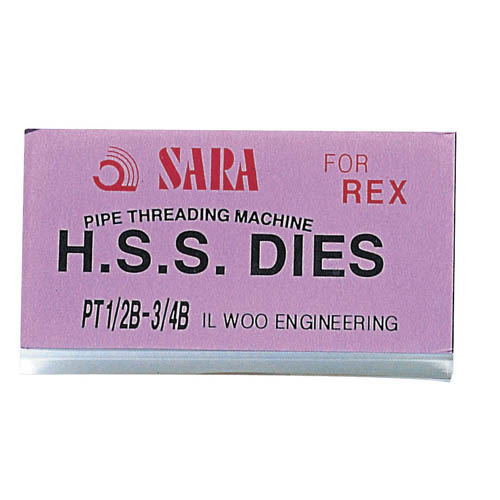 SARA
FOR
REX
PIPE THREADING MACHINE
H.S.S. DIES
PT1/2B-3/4B IL WOO ENGINEERING